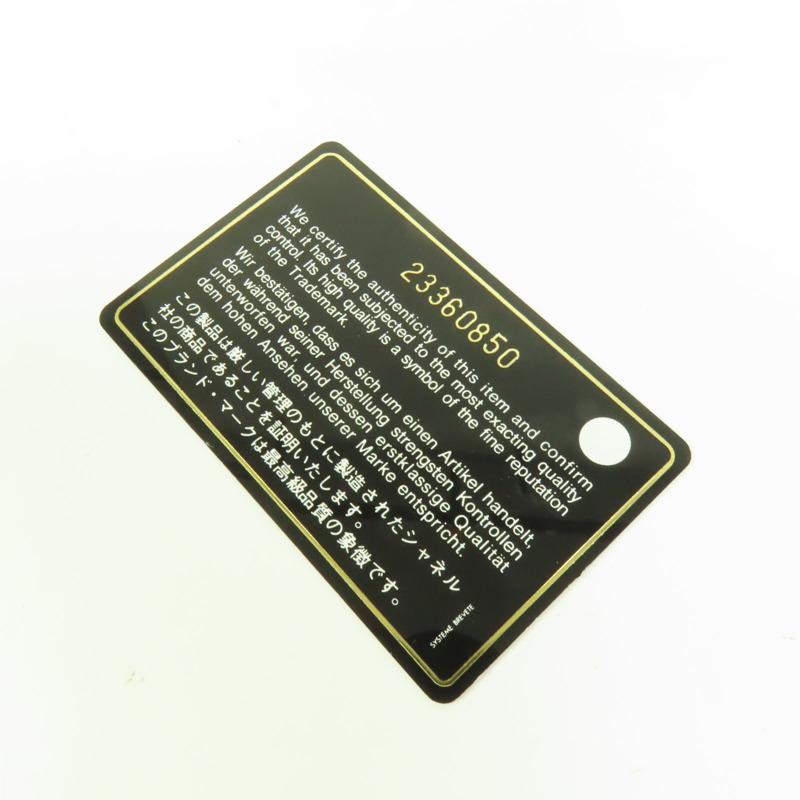 23360850
We certify the authenticity of this item and confirm
that it has been subjected to the most exacting quality
control. Its high quality is a symbol of the fine reputation
of the Trademark.
Wir bestätigen, dass es sich um einen Artikel handelt,
der während seiner Herstellung strengsten Kontrollen
unterworfen war, und dessen erstklassige Qualität
dem hohen Ansehen unserer Marke entspricht.
この製品は厳しい管理のもとに製造されたシャネル
社の商品であることを証明いたします。
このブランド・マークは最高級品質の象徴です。
SYSTEME BREVETE